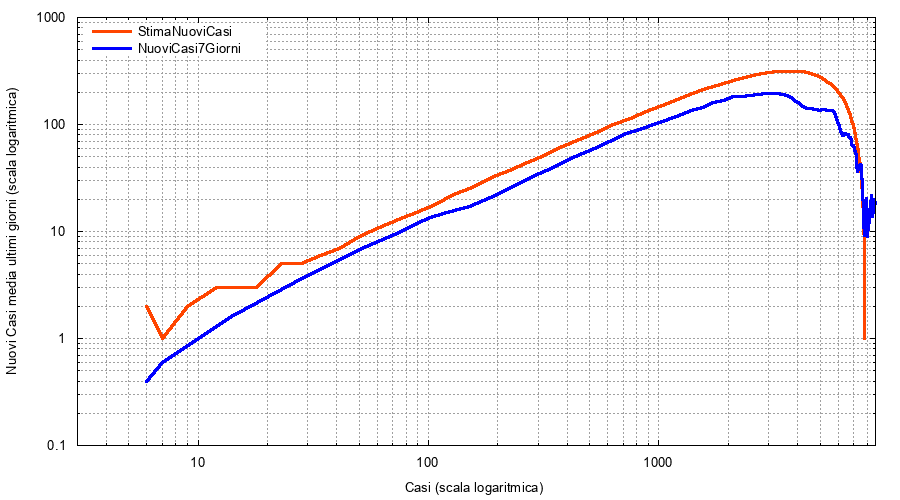 1000
StimaNuoviCasi
NuoviCasi7Giorni
100
10
1
0.1
10
100
1000
Nuovi Casi media ultimi giorni (scala logaritmica)
Casi (scala logaritmica)